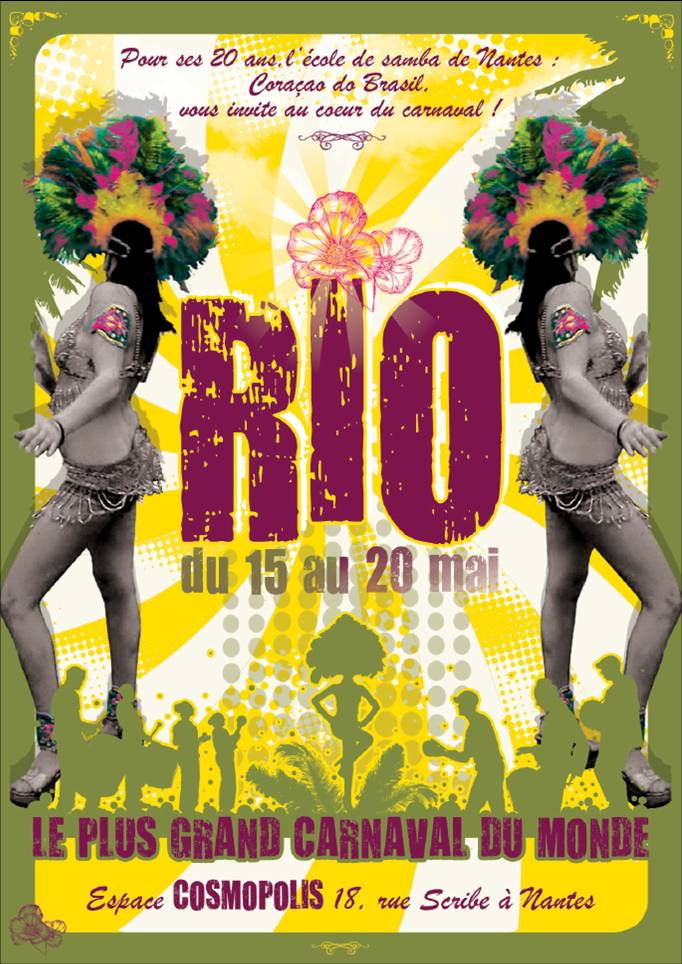 Pour ses 20 ans, l'école de samba de Nantes :
Coraçao do Brasil,
vous invite au coeur du carnaval !
RIO
du 15 au 20 mai
LE PLUS GRAND CARNAVAL DU MONDE
Espace COSMOPOLIS 18, rue Scribe à Nantes